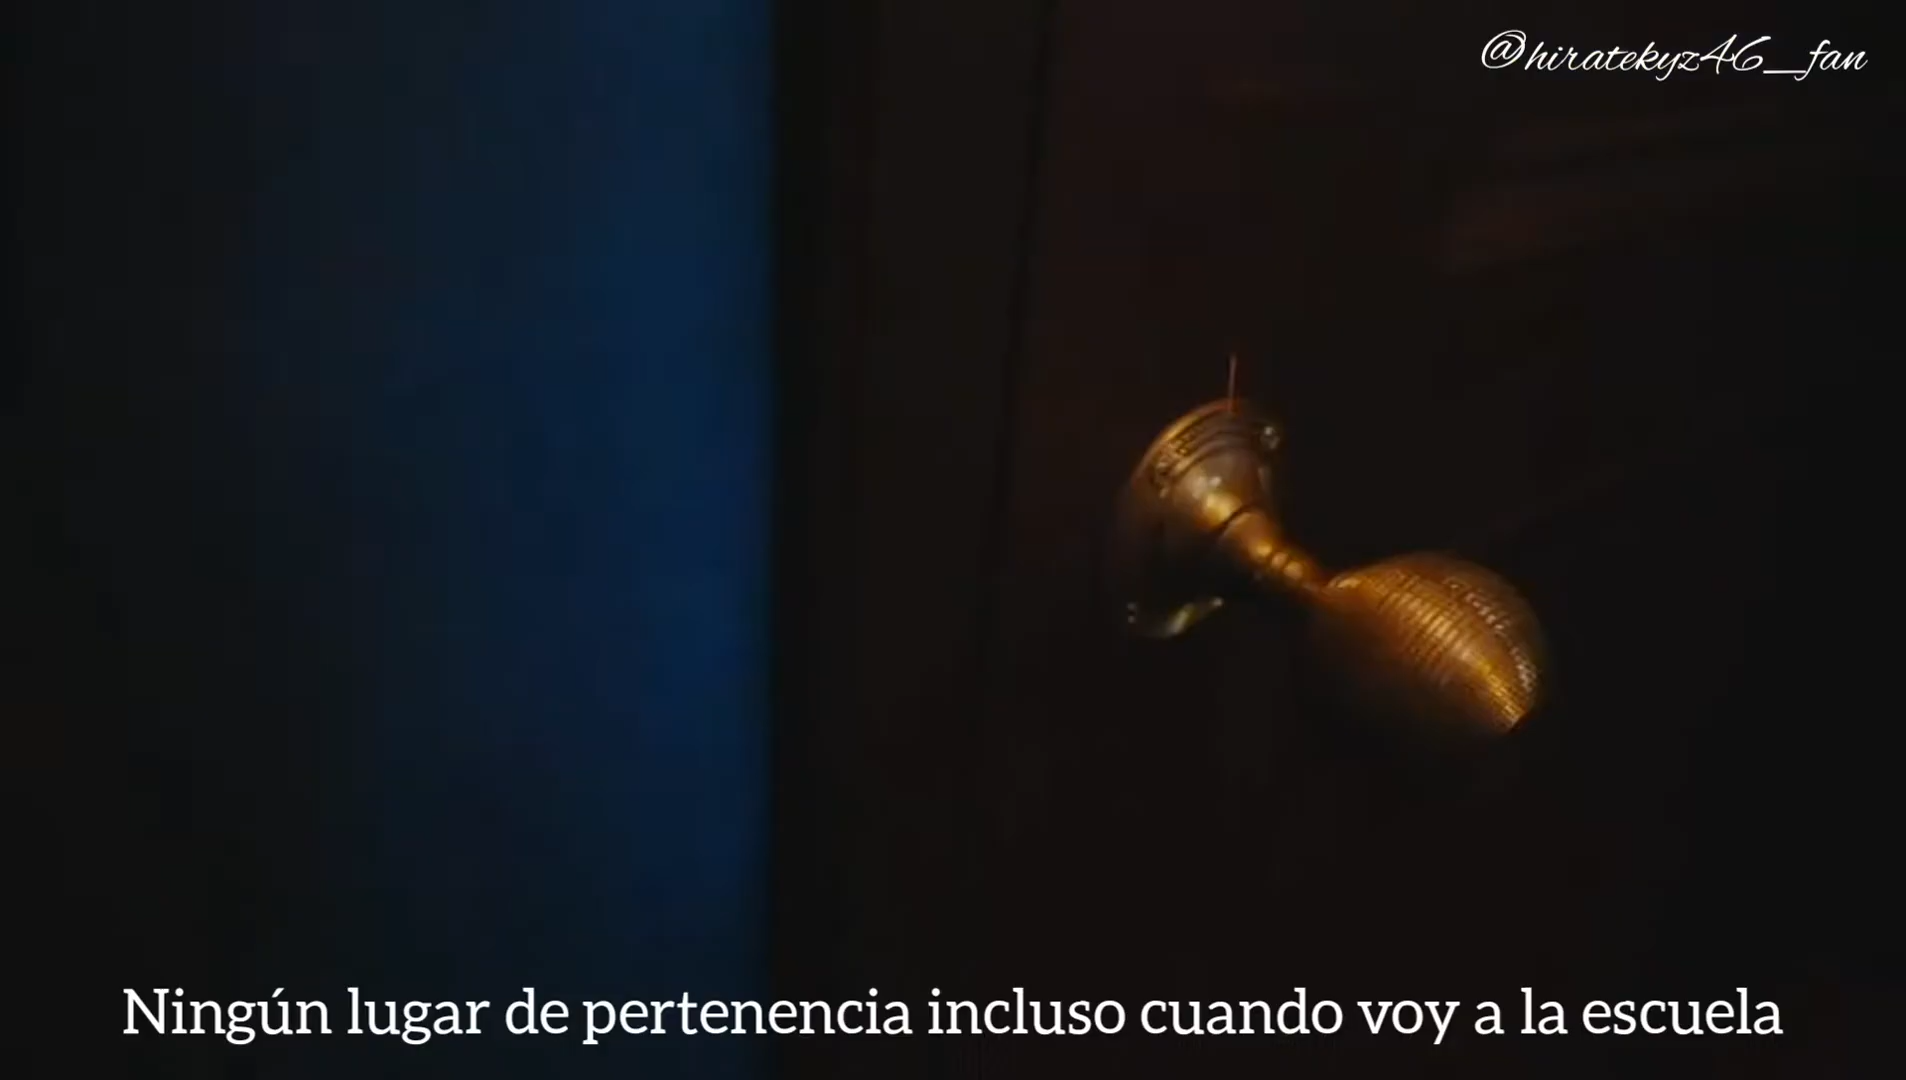 @hiratekyz46_fan
Ningún lugar de pertenencia incluso cuando voy a la escuela